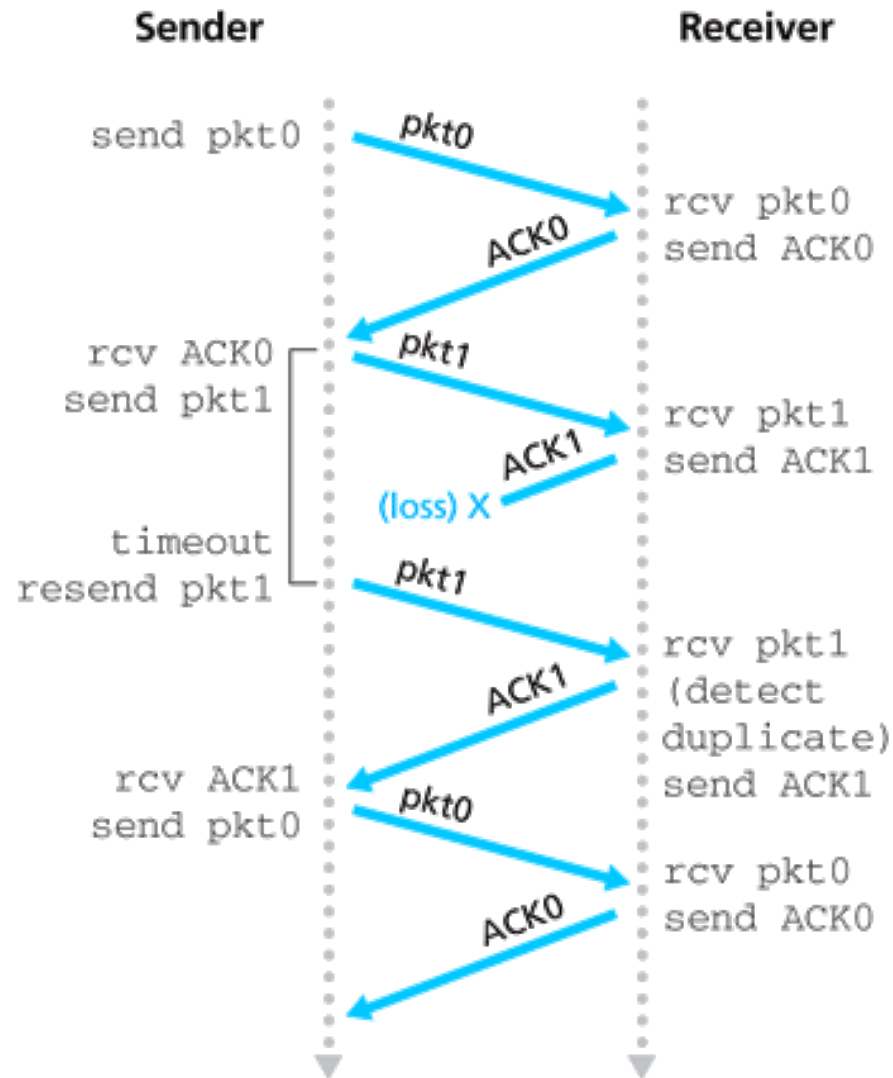 Sender
Receiver
send pkt0
pkt0
rcv pkt0
send ACK0
ACK0
rcv ACK0
send pkt1
pkt1
rcv pkt1
send ACK1
ACK1
(loss) X
timeout
resend pkt1
pkt1
rcv pkt1
(detect
duplicate)
send ACK1
ACK1
rcv ACK1
send pkt0
pkt0
rcv pkt0
send ACK0
ACK0